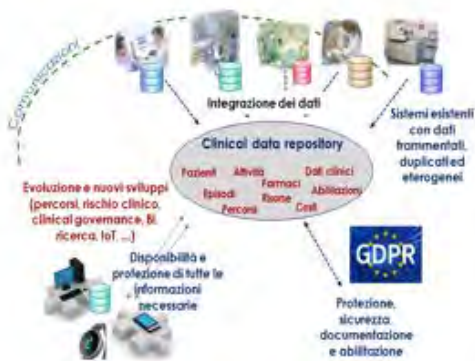 Comunicazioni
Integrazione dei dati
Sistemi esistenti
con dati
frammentati,
duplicati ed
eterogenei
Clinical data repository
Pazienti Attività Dati clinici
Episodi Farmaci Abilitazioni
Risorse
Percorsi Costi
Evoluzione e nuovi sviluppi
(percorsi, rischio clinico,
clinical governance, BI,
ricerca, IoT, ...)
Disponibilità e
protezione di tutte le
informazioni
necessarie
GDPR
Protezione,
sicurezza,
documentazione
e abilitazione